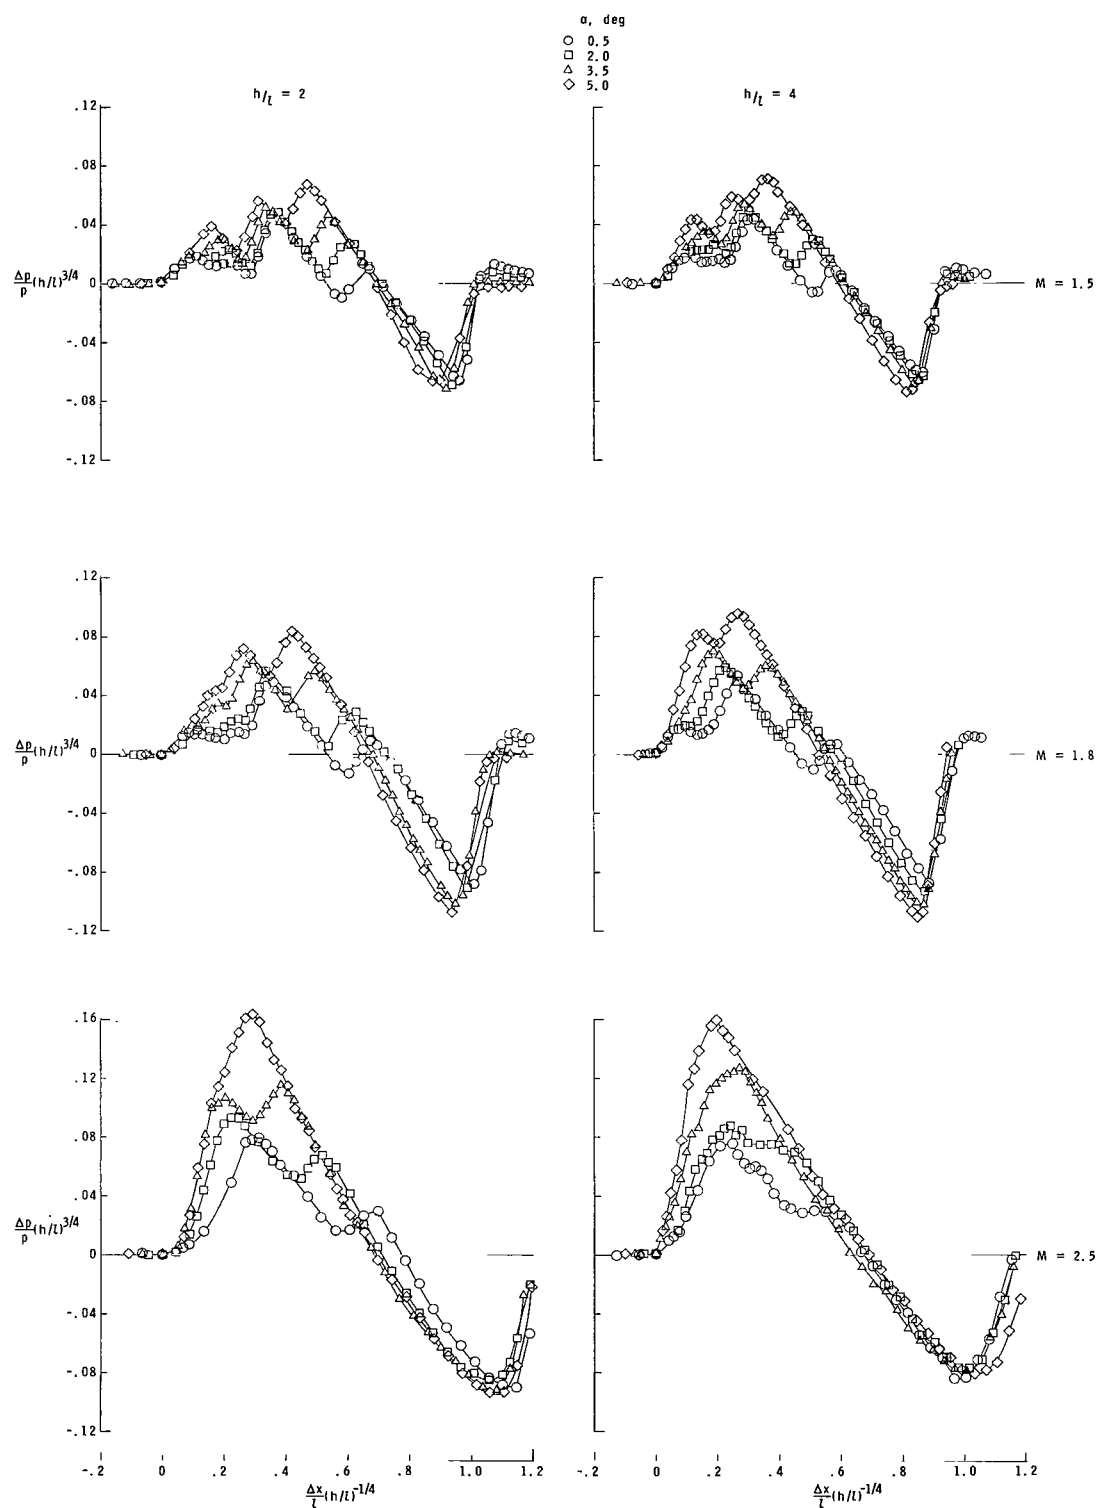 α, deg
○ 0.5
□ 2.0
△ 3.5
◇ 5.0
h/l = 2
h/l = 4
.12
.08
.04
Δp/p (h/l)^3/4
0
M = 1.5
-.04
-.08
-.12
.12
.08
.04
Δp/p (h/l)^3/4
0
M = 1.8
-.04
-.08
-.12
.16
.12
.08
.04
Δp/p (h/l)^3/4
0
M = 2.5
-.04
-.08
-.12
-.2 0 .2 .4 .6 .8 1.0 1.2
-.2 0 .2 .4 .6 .8 1.0 1.2
Δx/l (h/l)^-1/4
Δx/l (h/l)^-1/4